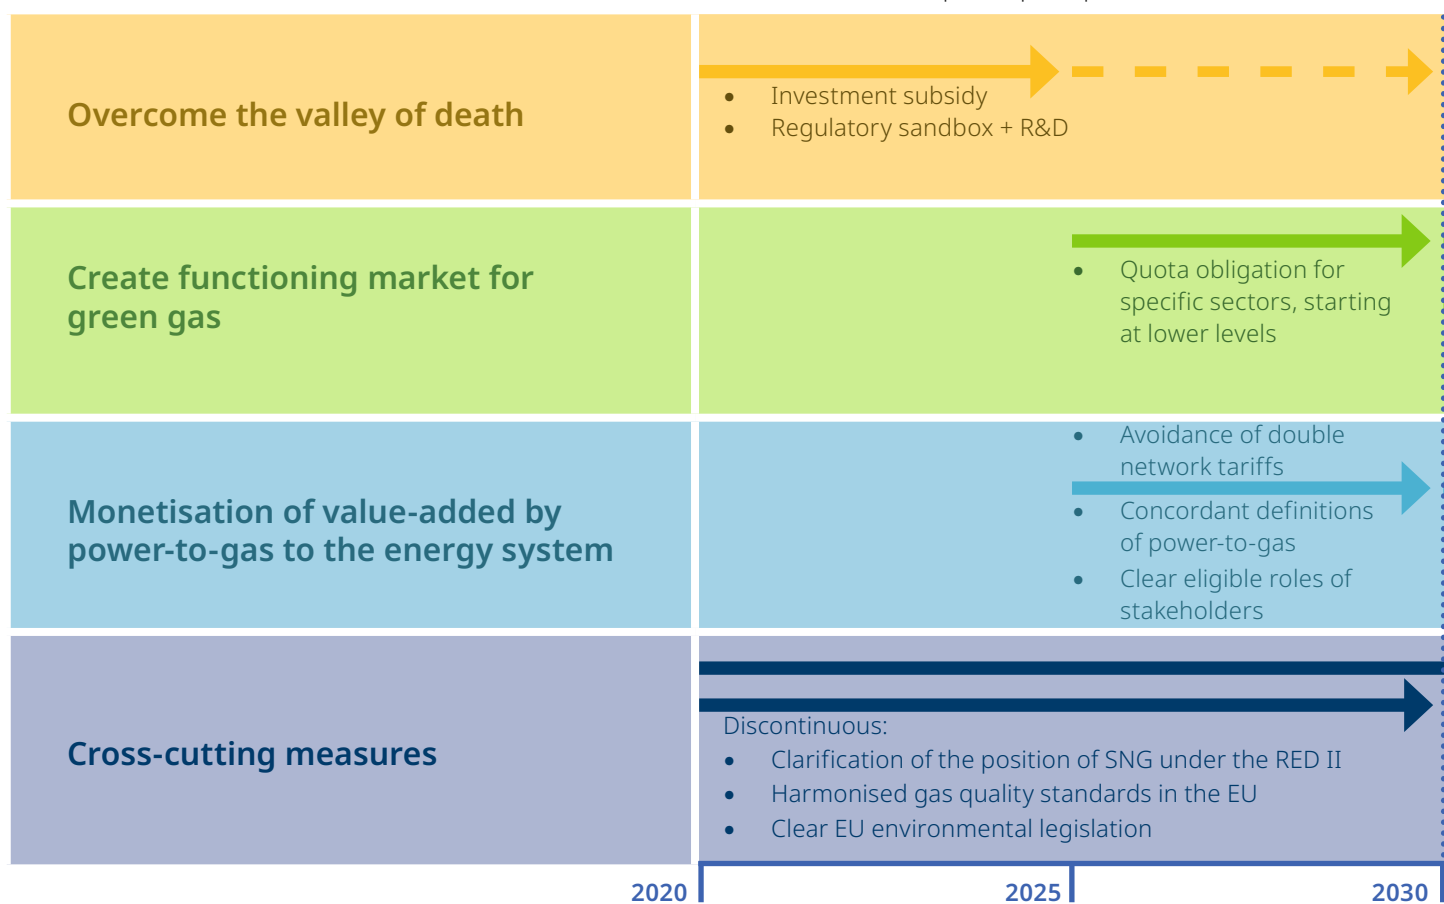 Overcome the valley of death
• Investment subsidy
• Regulatory sandbox + R&D
Create functioning market for
green gas
• Quota obligation for
specific sectors, starting
at lower levels
Monetisation of value-added by
power-to-gas to the energy system
• Avoidance of double
network tariffs
• Concordant definitions
of power-to-gas
• Clear eligible roles of
stakeholders
Cross-cutting measures
Discontinuous:
• Clarification of the position of SNG under the RED II
• Harmonised gas quality standards in the EU
• Clear EU environmental legislation
2020
2025
2030